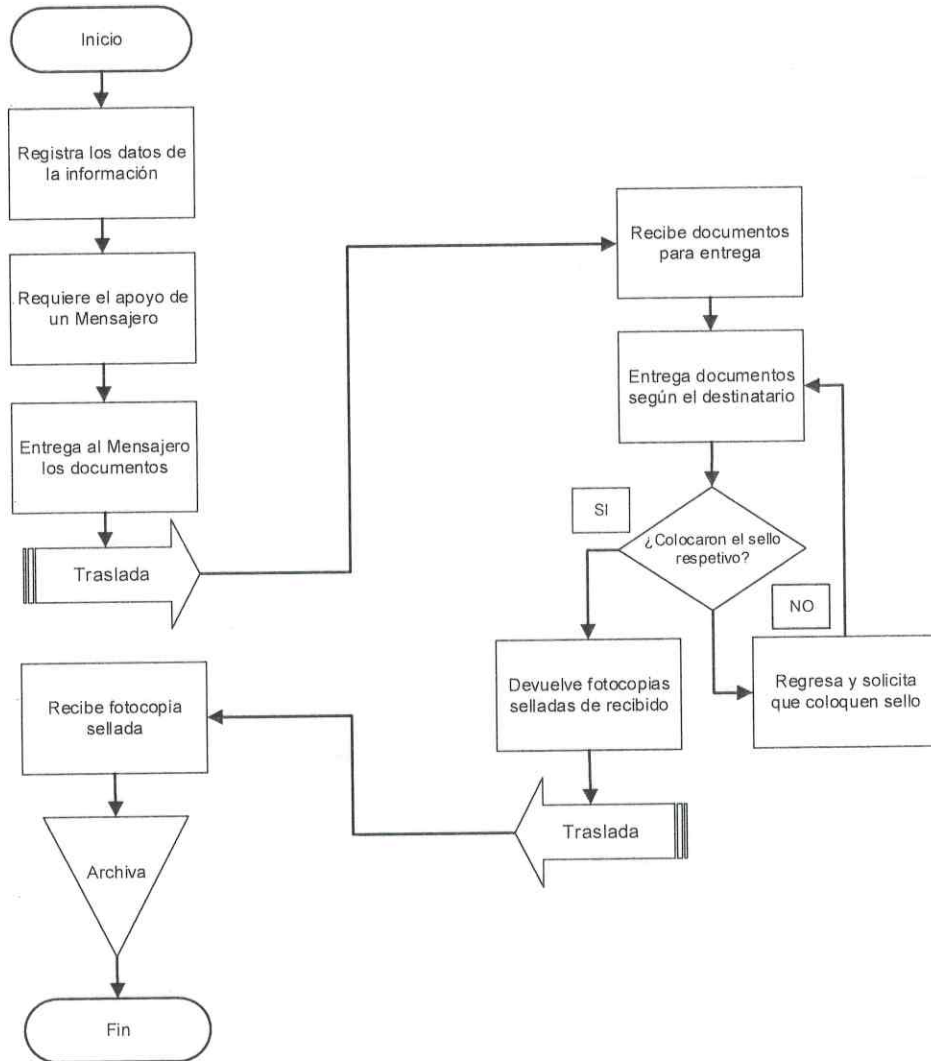 Inicio
Registra los datos de
la información
Requiere el apoyo de
un Mensajero
Entrega al Mensajero
los documentos
Traslada
Recibe documentos
para entrega
Entrega documentos
según el destinatario
SI
¿Colocaron el sello
respetivo?
NO
Regresa y solicita
que coloquen sello
Devuelve fotocopias
selladas de recibido
Traslada
Recibe fotocopia
sellada
Archiva
Fin